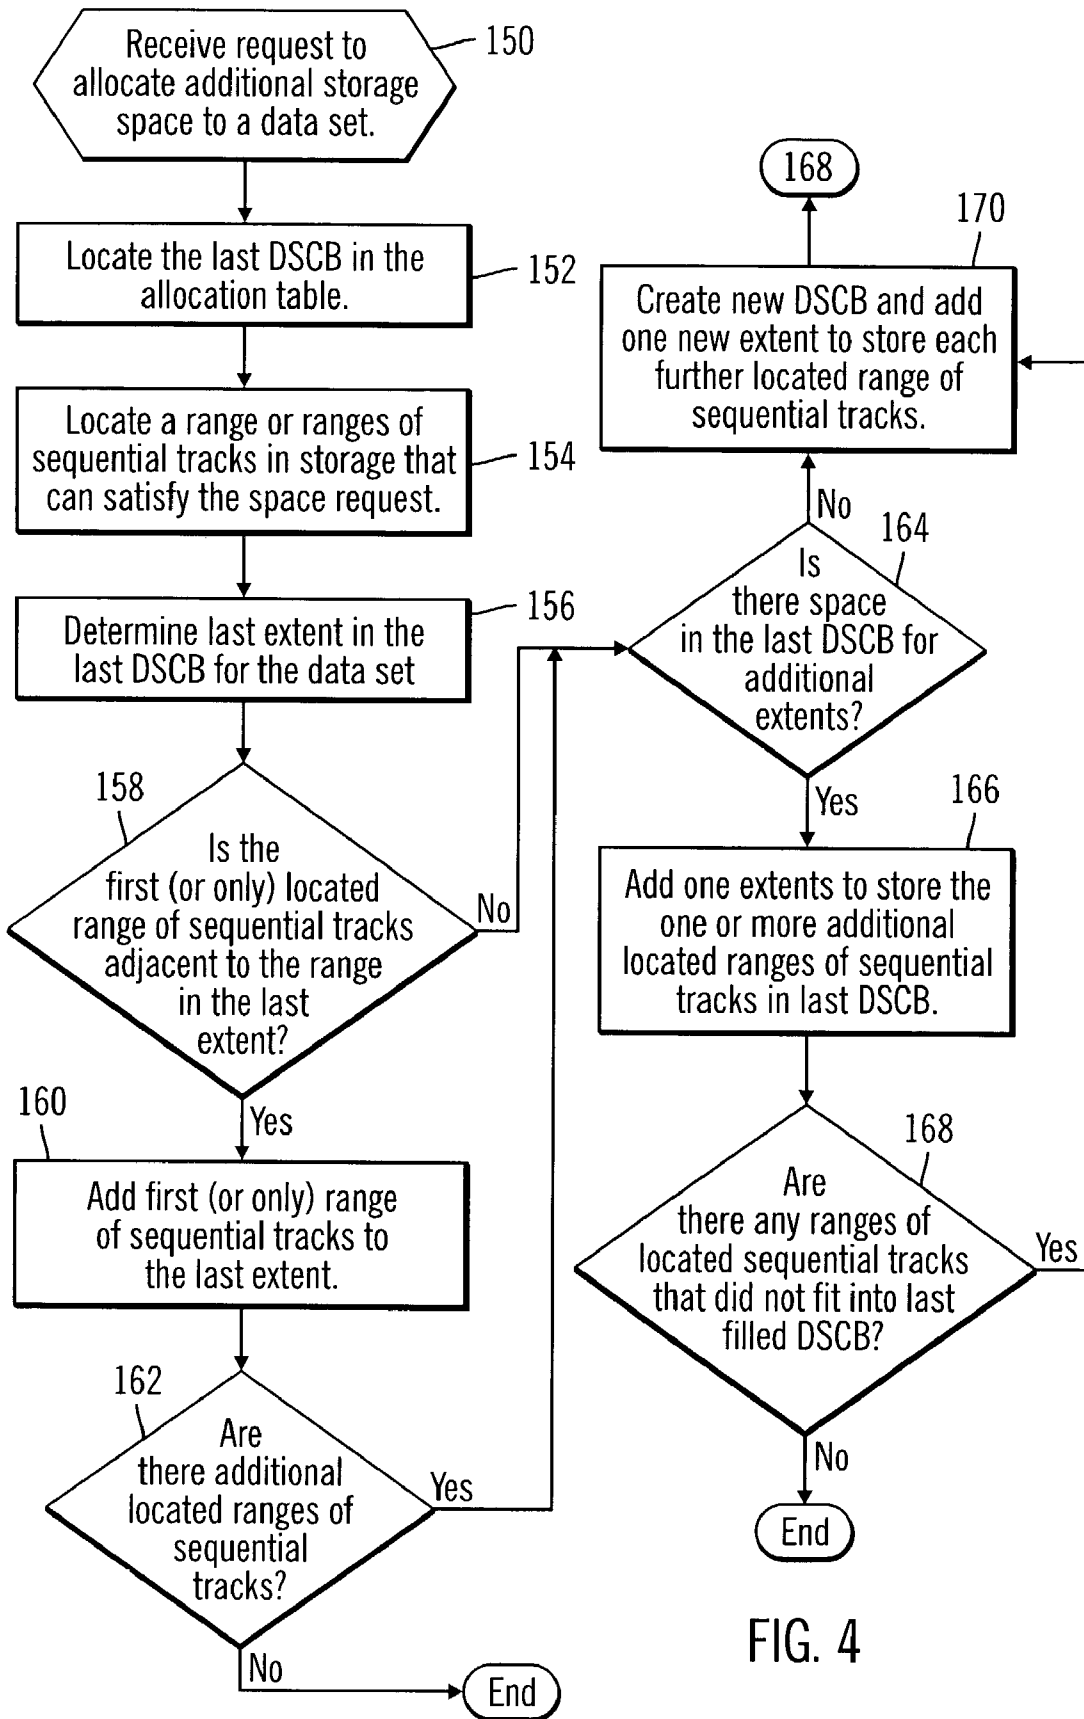 Receive request to
allocate additional storage
space to a data set.
150
Locate the last DSCB in the
allocation table.
152
Locate a range or ranges of
sequential tracks in storage that
can satisfy the space request.
154
Determine last extent in the
last DSCB for the data set
156
158
Is the
first (or only) located
range of sequential tracks
adjacent to the range
in the last
extent?
No
Yes
160
Add first (or only) range
of sequential tracks to
the last extent.
162
Are
there additional
located ranges of
sequential
tracks?
Yes
No
End
168
170
Create new DSCB and add
one new extent to store each
further located range of
sequential tracks.
No
164
Is
there space
in the last DSCB for
additional
extents?
Yes
166
Add one extents to store the
one or more additional
located ranges of sequential
tracks in last DSCB.
168
Are
there any ranges of
located sequential tracks
that did not fit into last
filled DSCB?
Yes
No
End
FIG. 4